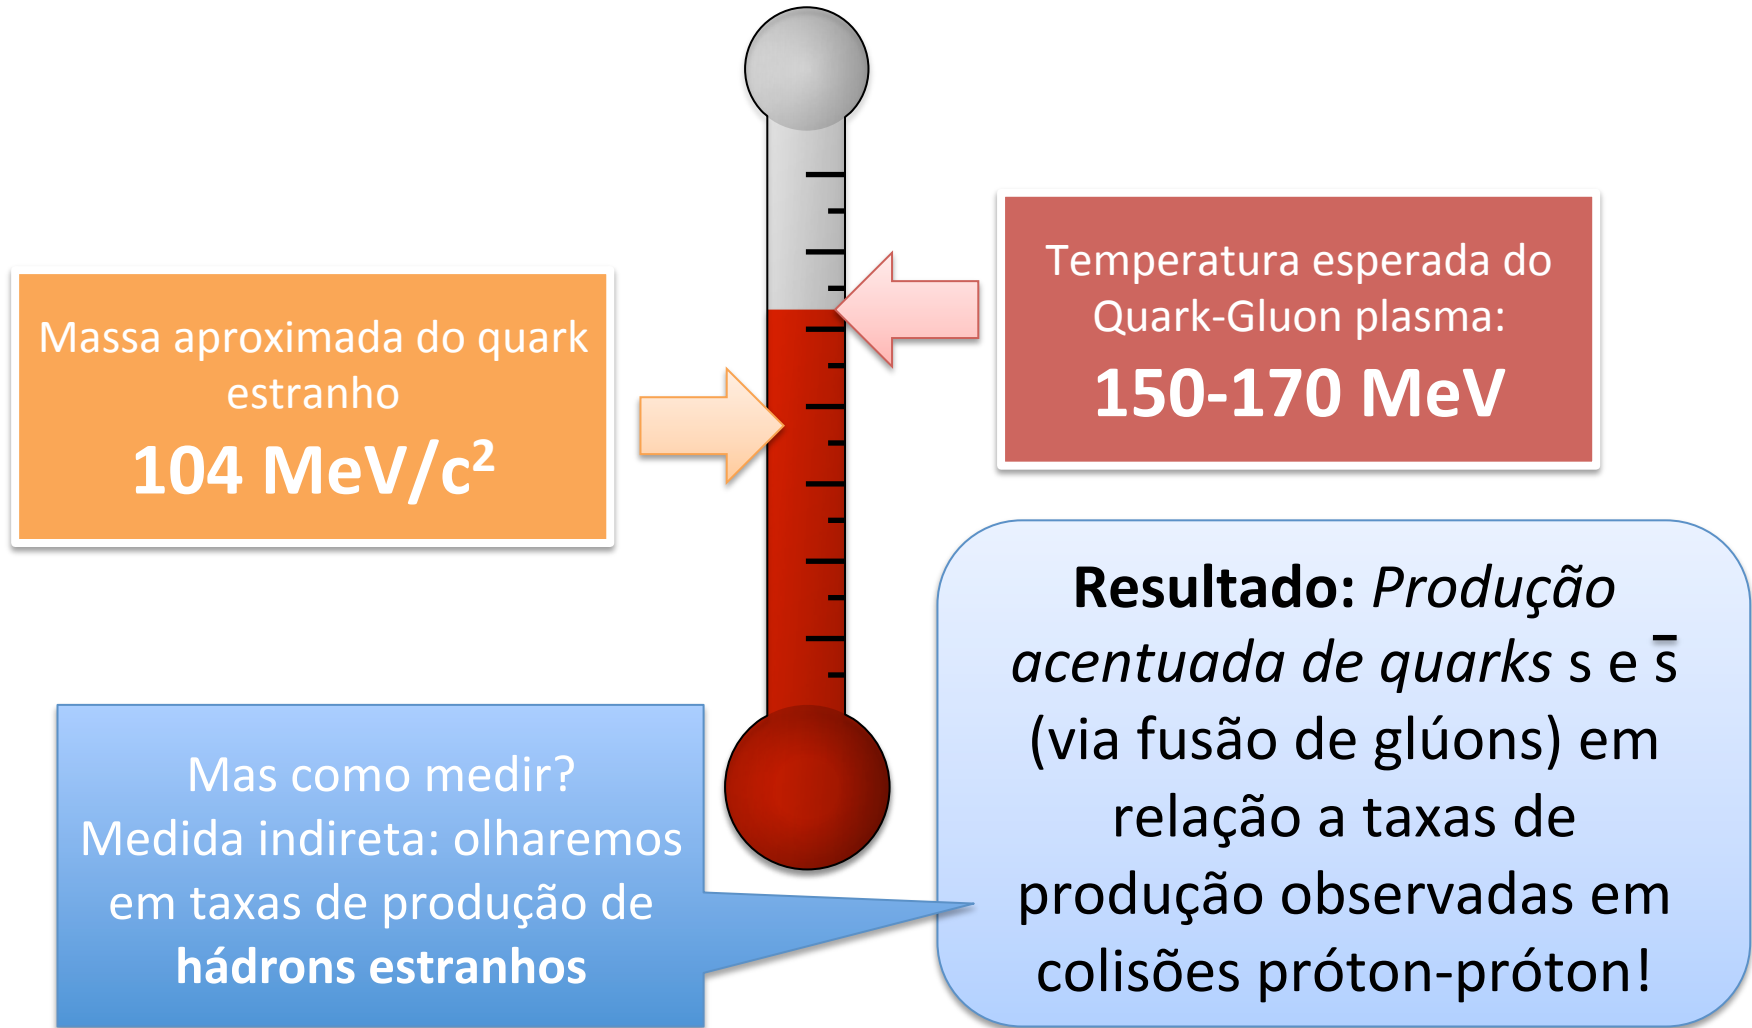 Massa aproximada do quark
estranho
104 MeV/c²
Temperatura esperada do
Quark-Gluon plasma:
150-170 MeV
Mas como medir?
Medida indireta: olharemos
em taxas de produção de
hádrons estranhos
Resultado: Produção
acentuada de quarks s e s̅
(via fusão de glúons) em
relação a taxas de
produção observadas em
colisões próton-próton!